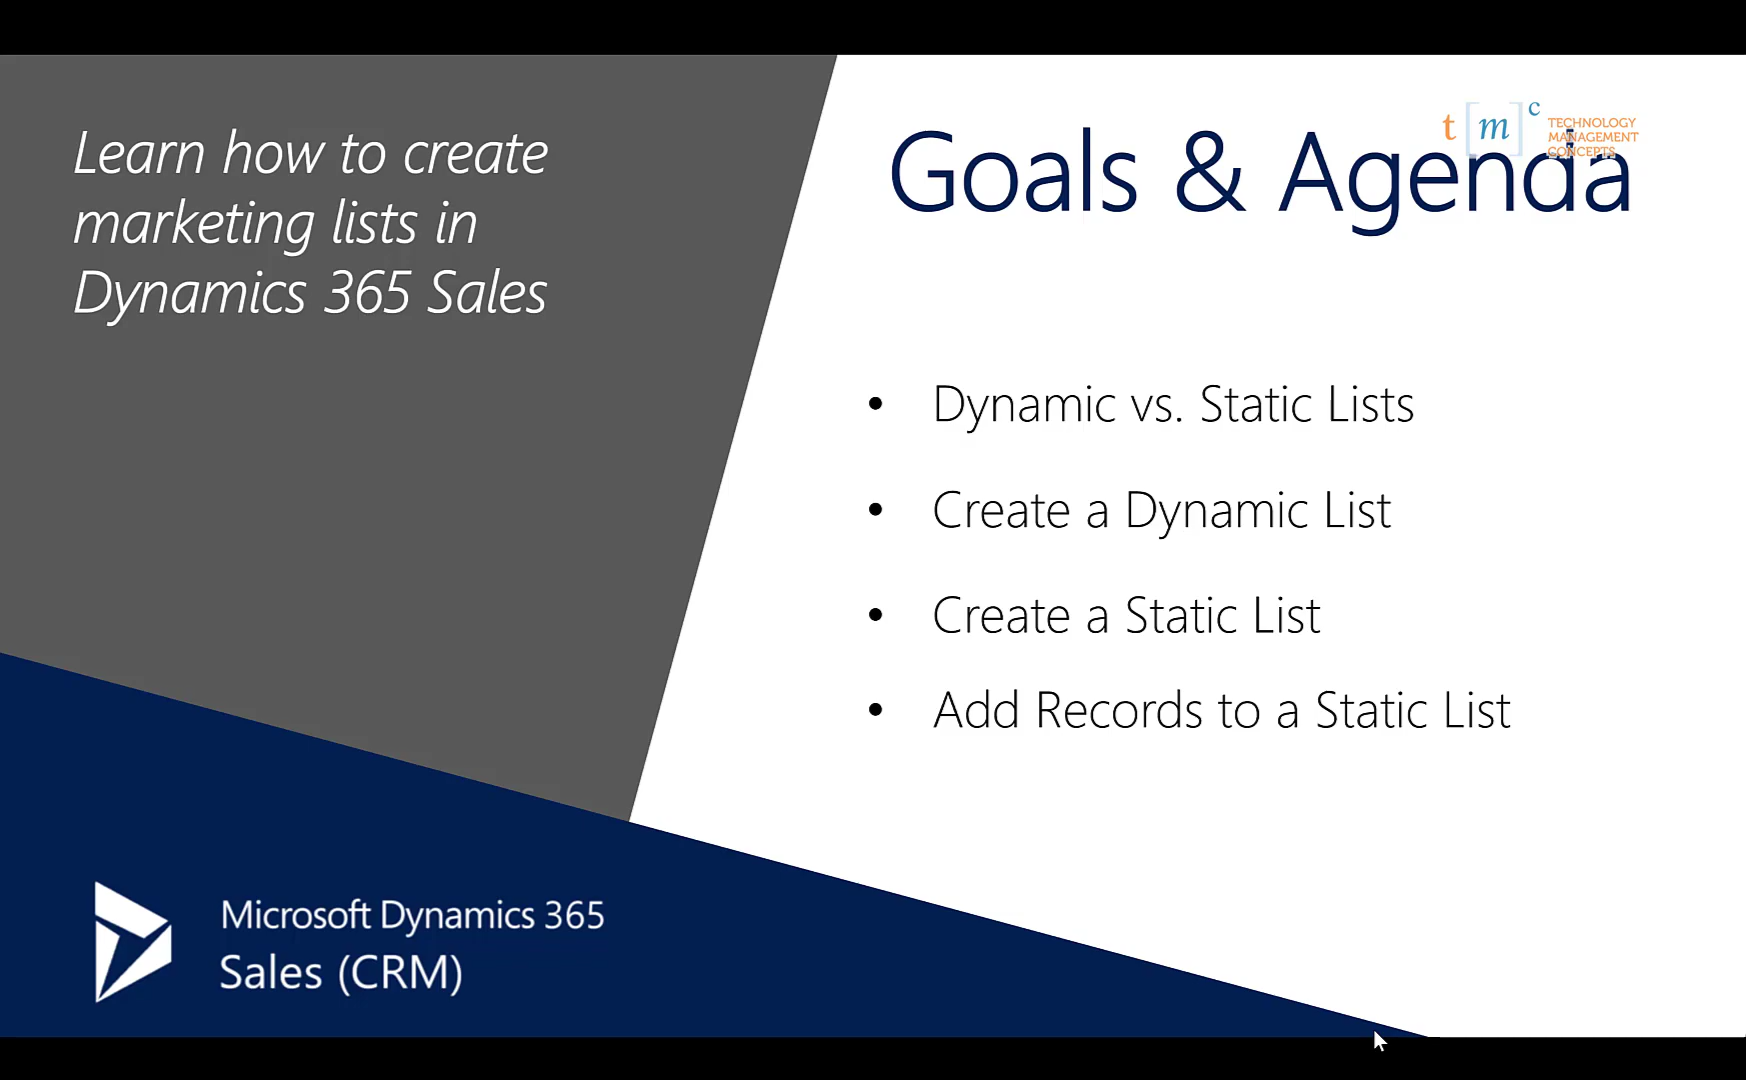 Learn how to create
marketing lists in
Dynamics 365 Sales
t[m]c TECHNOLOGY
MANAGEMENT
CONCEPTS
Goals & Agenda
• Dynamic vs. Static Lists
• Create a Dynamic List
• Create a Static List
• Add Records to a Static List
Microsoft Dynamics 365
Sales (CRM)